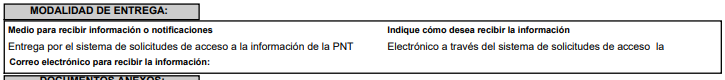 MODALIDAD DE ENTREGA:
Medio para recibir información o notificaciones Indique cómo desea recibir la información
Entrega por el sistema de solicitudes de acceso a la información de la PNT Electrónico a través del sistema de solicitudes de acceso la
Correo electrónico para recibir la información:
DOCUMENTOS ANEXOS: